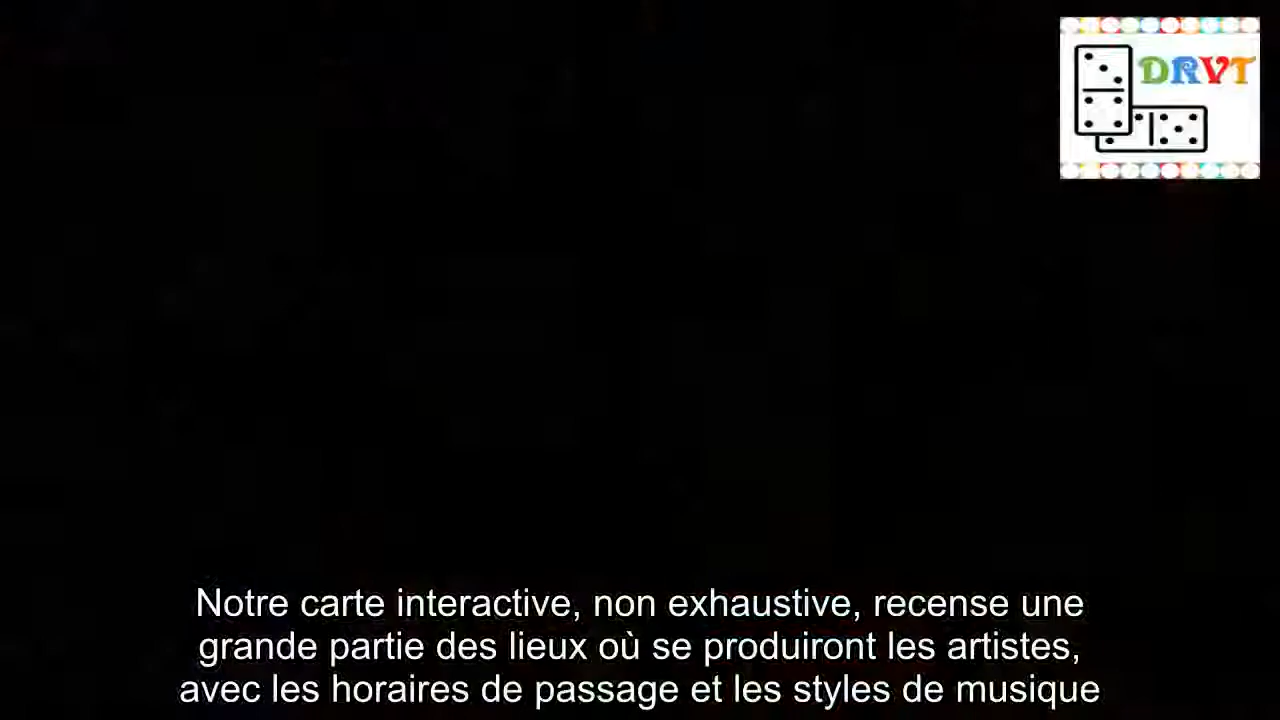 DRVT
Notre carte interactive, non exhaustive, recense une
grande partie des lieux où se produiront les artistes,
avec les horaires de passage et les styles de musique